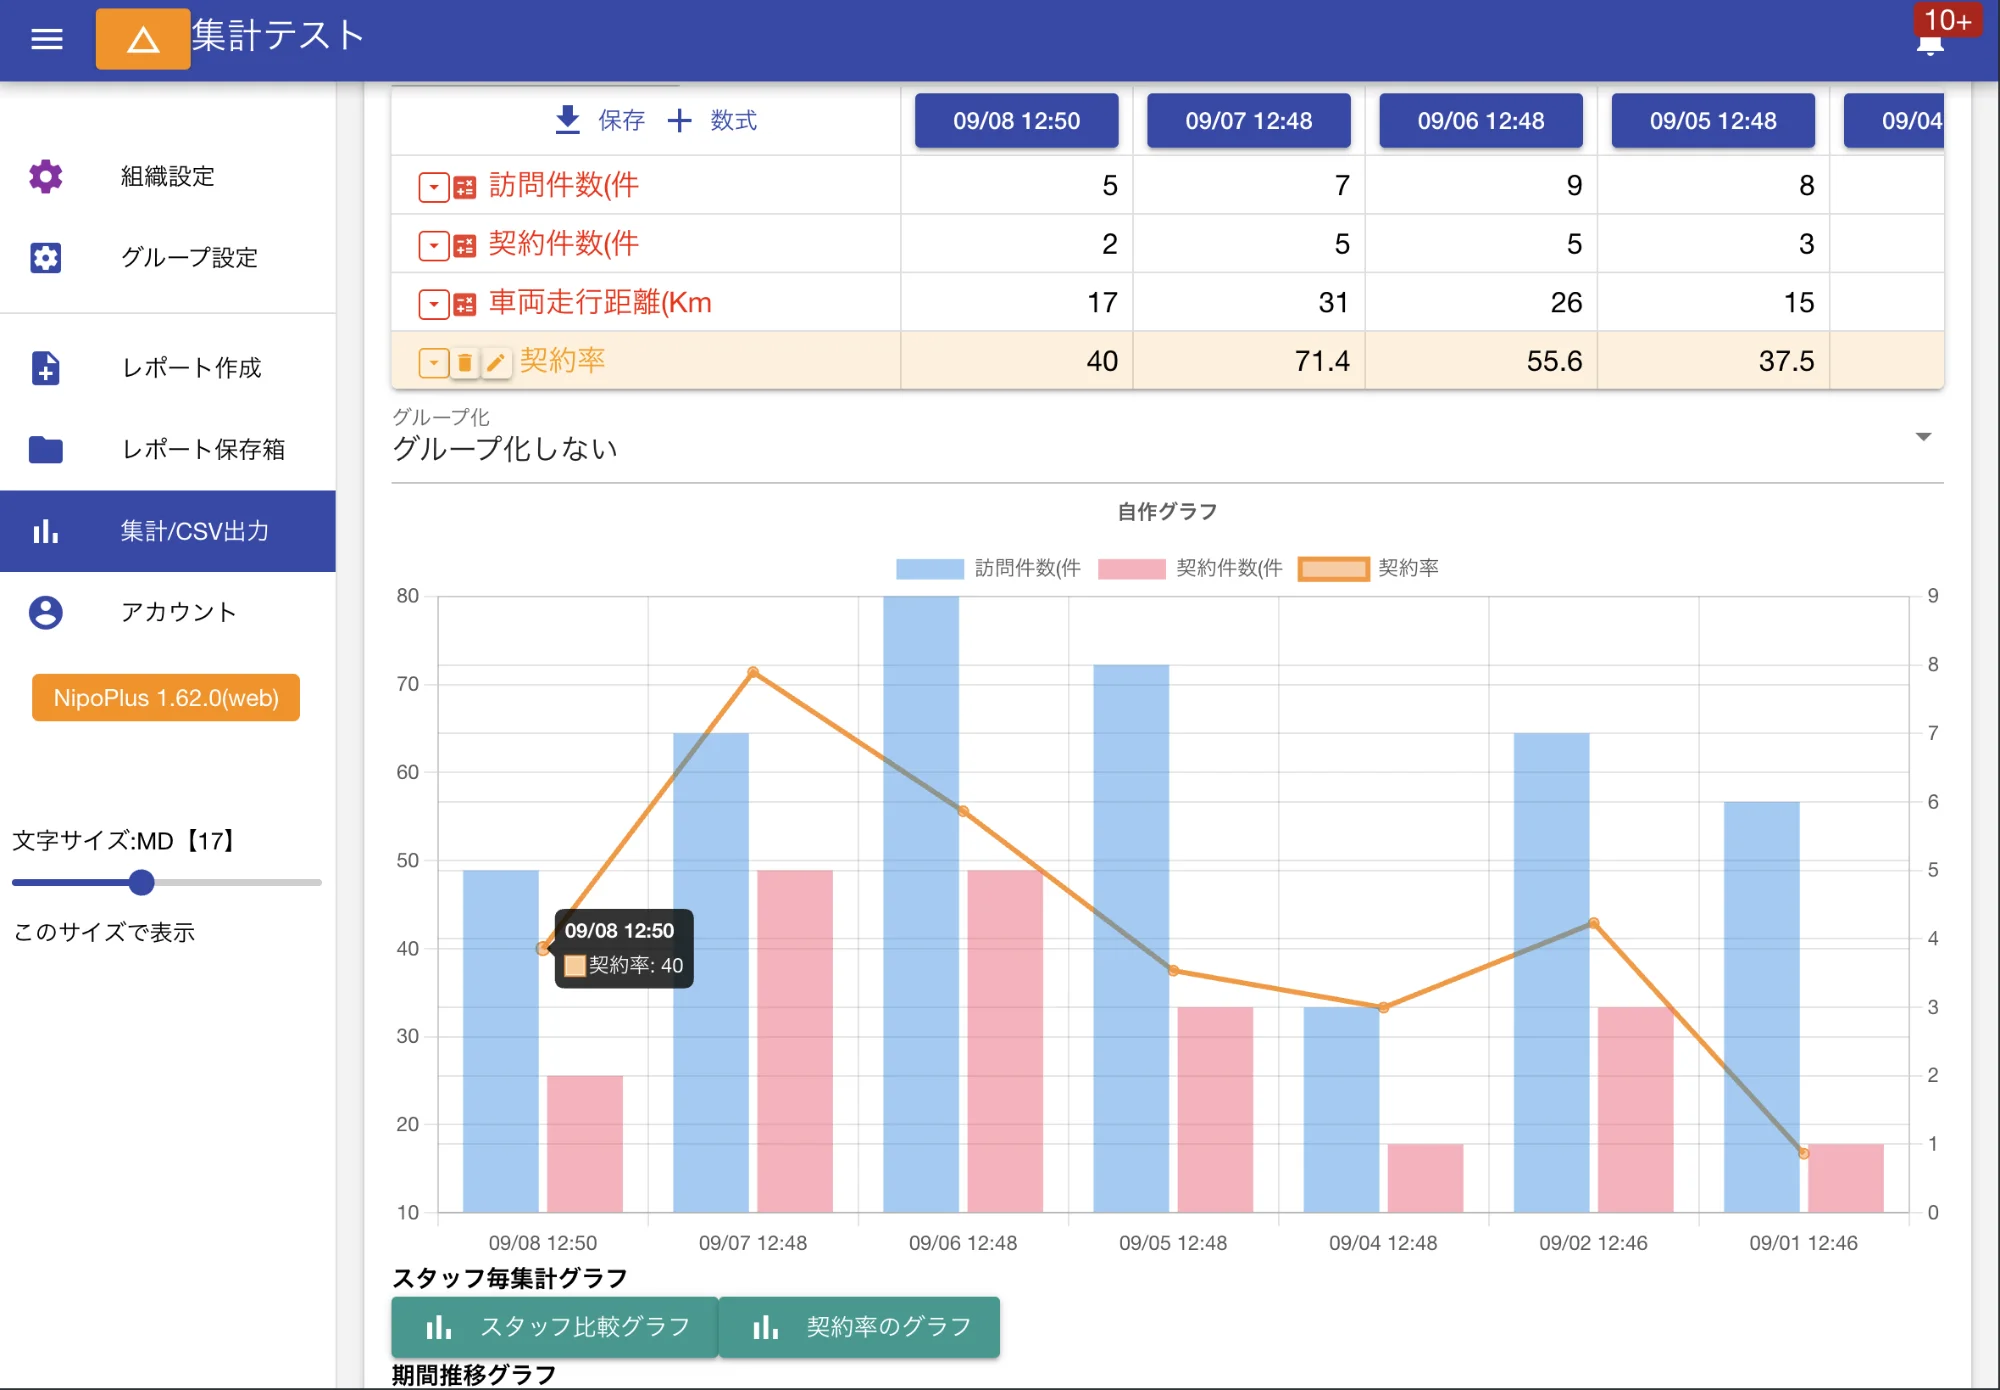 集計テスト
10+
組織設定
グループ設定
レポート作成
レポート保存箱
集計/CSV出力
アカウント
NipoPlus 1.62.0(web)
文字サイズ:MD【17】
このサイズで表示
保存 数式 09/08 12:50 09/07 12:48 09/06 12:48 09/05 12:48 09/04
訪問件数(件 5 7 9 8
契約件数(件 2 5 5 3
車両走行距離(Km 17 31 26 15
契約率 40 71.4 55.6 37.5
グループ化
グループ化しない
自作グラフ
訪問件数(件 契約件数(件 契約率
80 9
8
70
7
60
6
50
5
40
4
30
3
20
2
1
10 0
09/08 12:50
契約率: 40
09/08 12:50 09/07 12:48 09/06 12:48 09/05 12:48 09/04 12:48 09/02 12:46 09/01 12:46
スタッフ毎集計グラフ
スタッフ比較グラフ 契約率のグラフ
期間推移グラフ